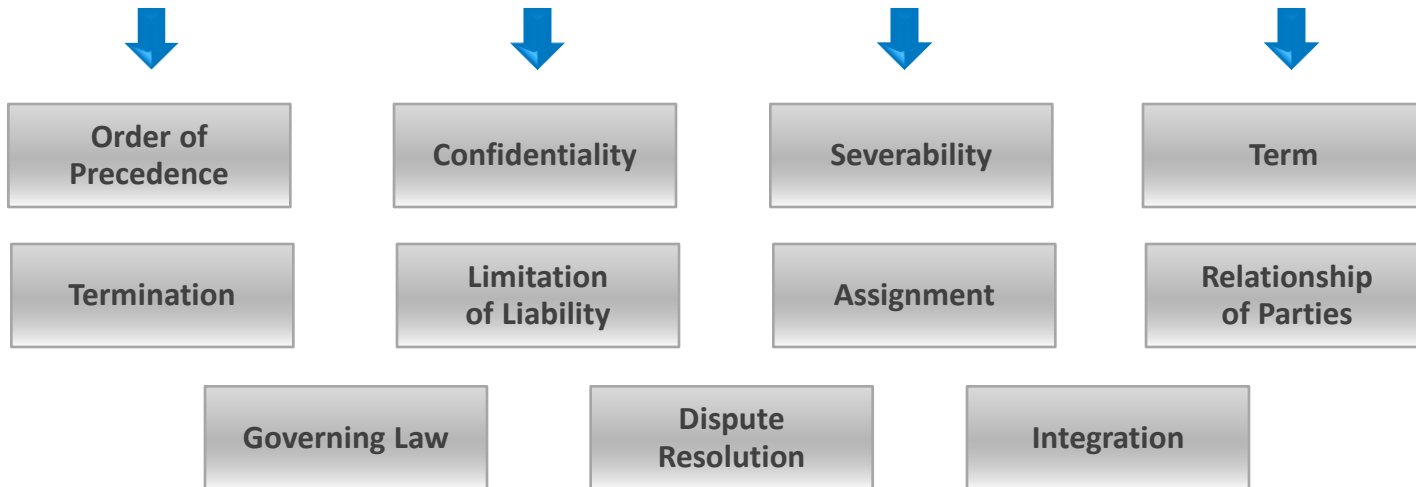 Order of
Precedence
Confidentiality
Severability
Term
Termination
Limitation
of Liability
Assignment
Relationship
of Parties
Governing Law
Dispute
Resolution
Integration